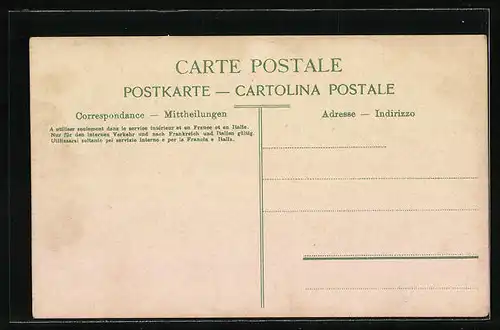 CARTE POSTALE
POSTKARTE — CARTOLINA POSTALE
Correspondance — Mittheilungen
A utiliser seulement dans le service intérieur et en France et en Italie.
Nur für den internen Verkehr und nach Frankreich und Italien gültig.
Utilizzarsi soltanto pel servizio interno e per la Francia e Italia.
Adresse — Indirizzo